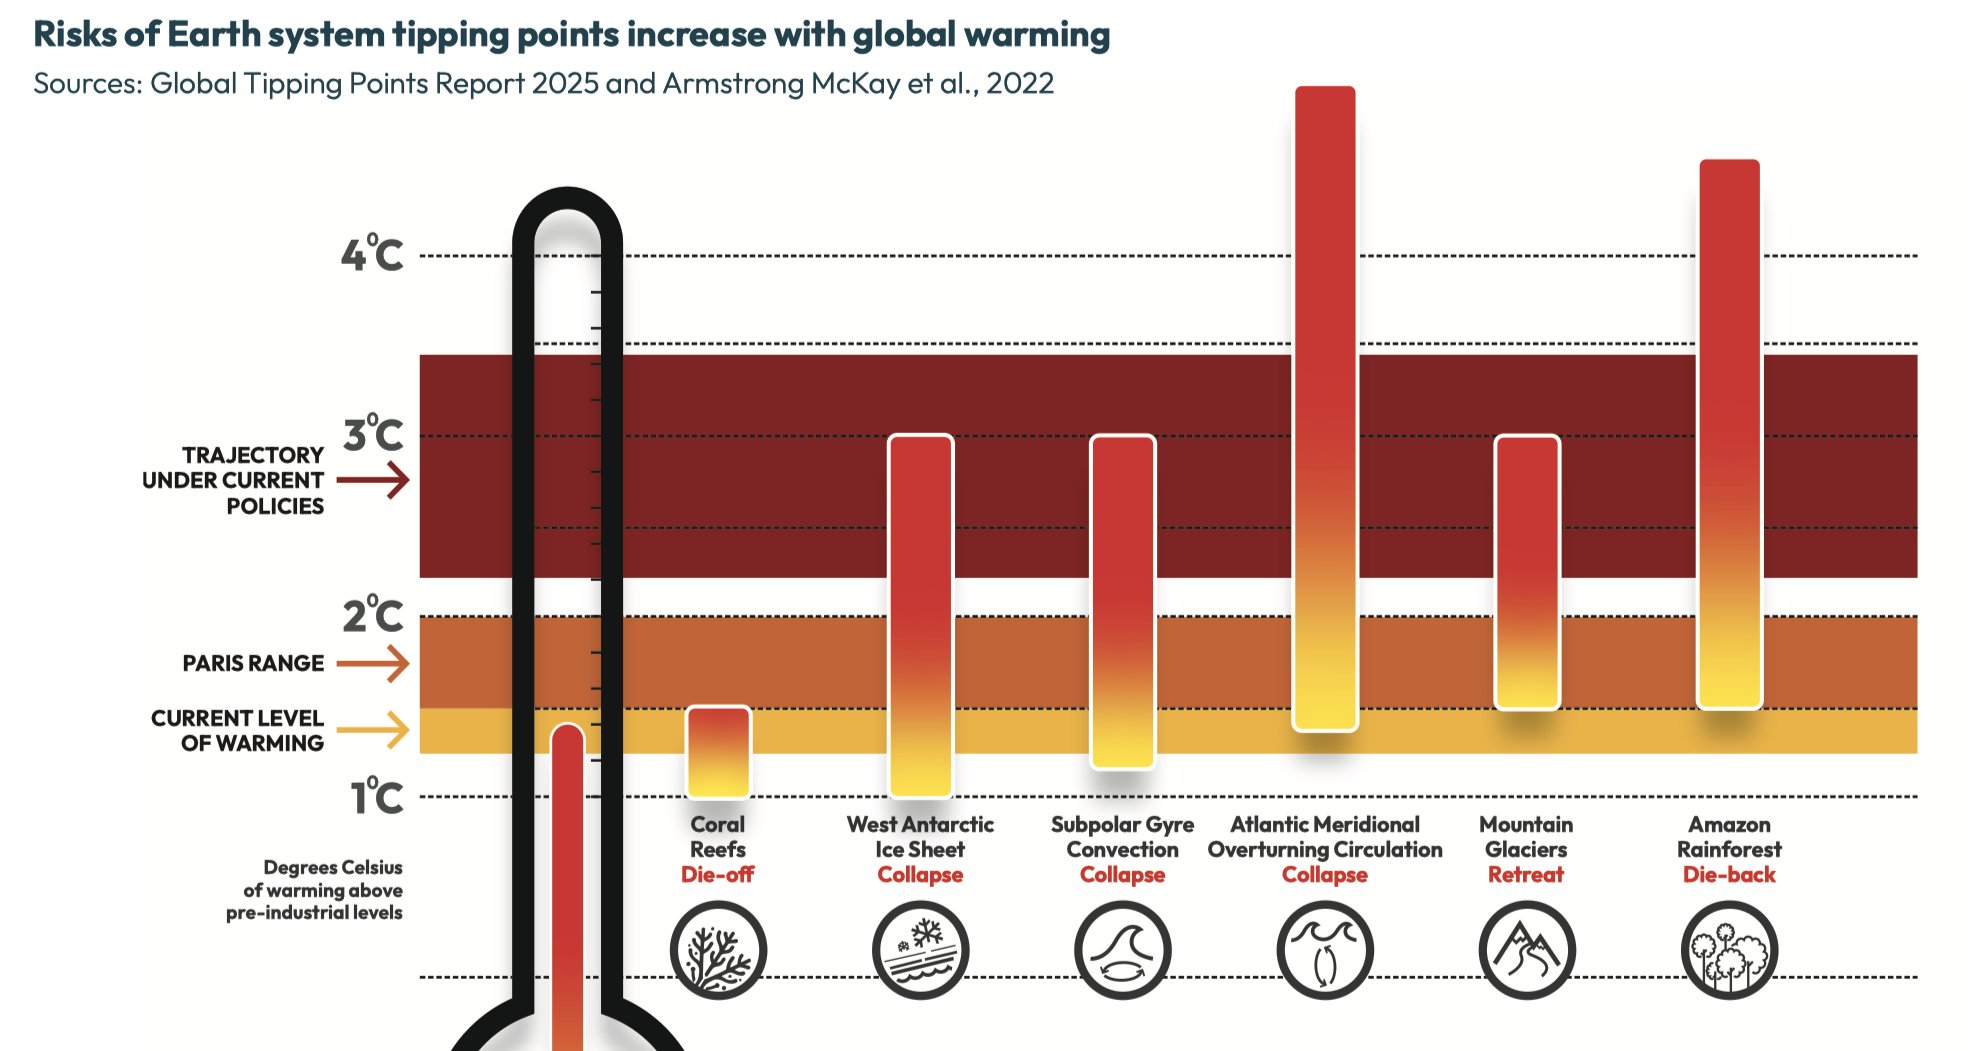 Risks of Earth system tipping points increase with global warming
Sources: Global Tipping Points Report 2025 and Armstrong McKay et al., 2022
4°C
3°C
TRAJECTORY
UNDER CURRENT
POLICIES
2°C
PARIS RANGE
CURRENT LEVEL
OF WARMING
1°C
Degrees Celsius
of warming above
pre-industrial levels
Coral
Reefs
Die-off
West Antarctic
Ice Sheet
Collapse
Subpolar Gyre
Convection
Collapse
Atlantic Meridional
Overturning Circulation
Collapse
Mountain
Glaciers
Retreat
Amazon
Rainforest
Die-back